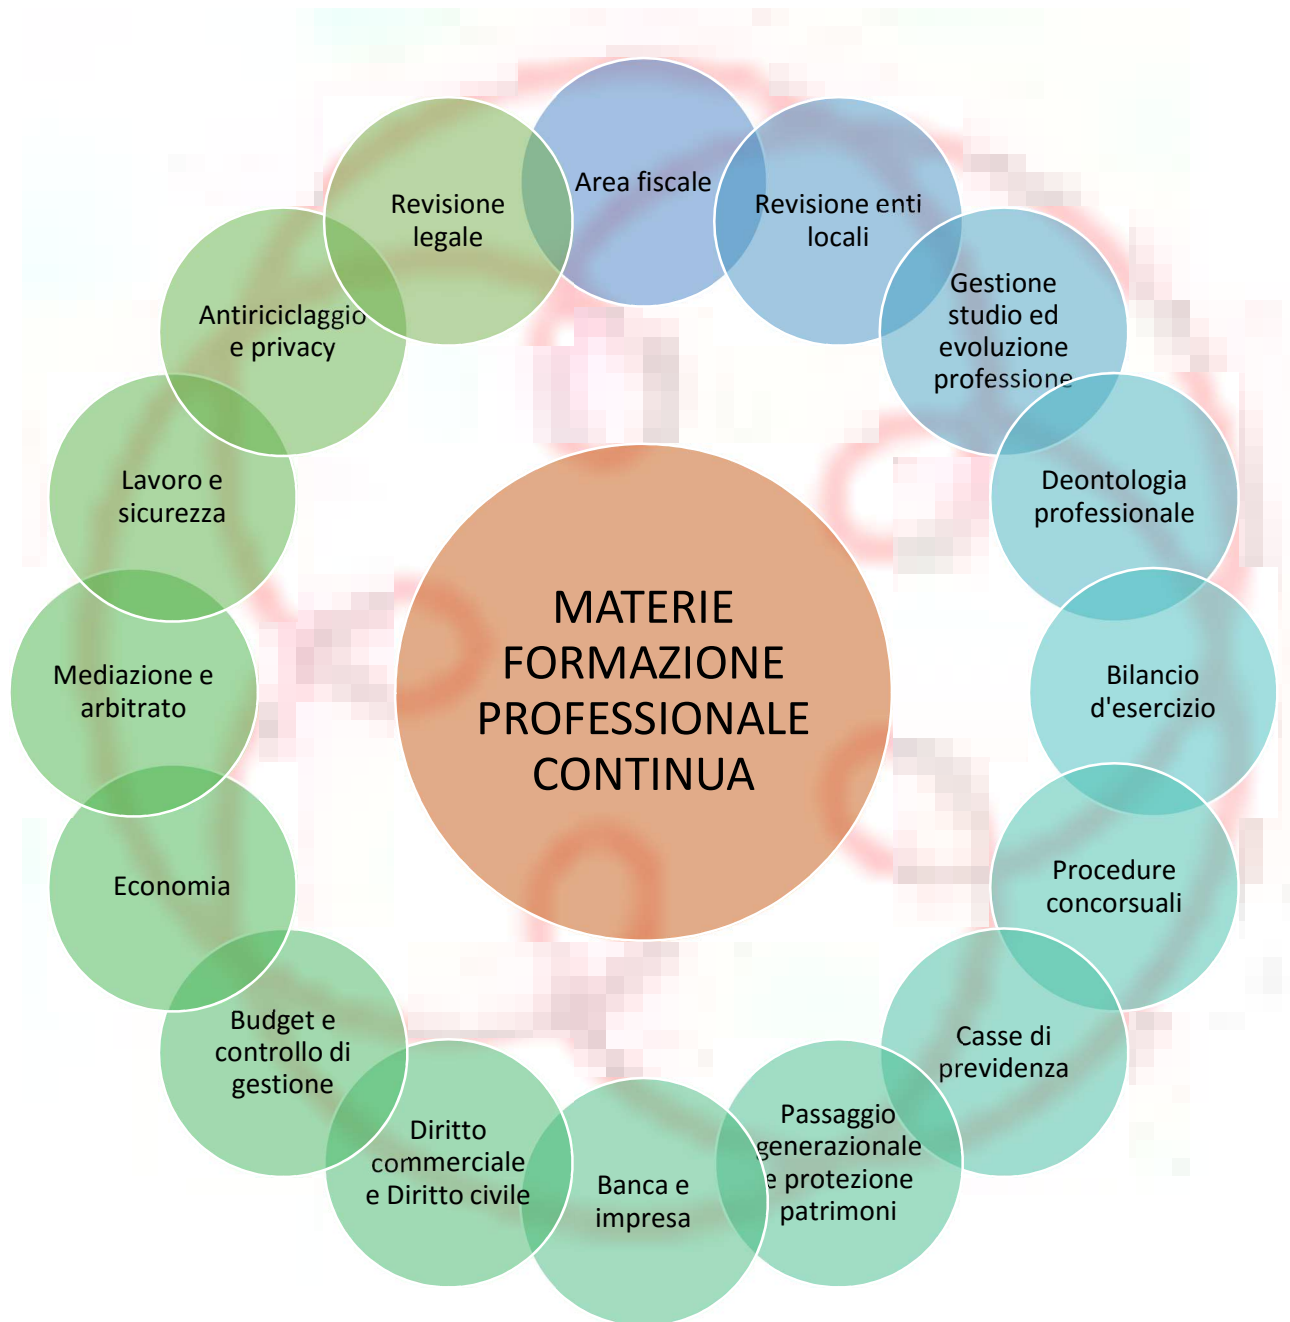 Area fiscale
Revisione enti
locali
Gestione
studio ed
evoluzione
professione
Deontologia
professionale
Bilancio
d'esercizio
Procedure
concorsuali
Casse di
previdenza
Passaggio
generazionale
e protezione
patrimoni
Banca e
impresa
Diritto
commerciale
e Diritto civile
Budget e
controllo di
gestione
Economia
Mediazione e
arbitrato
Lavoro e
sicurezza
Antiriciclaggio
e privacy
Revisione
legale
MATERIE
FORMAZIONE
PROFESSIONALE
CONTINUA